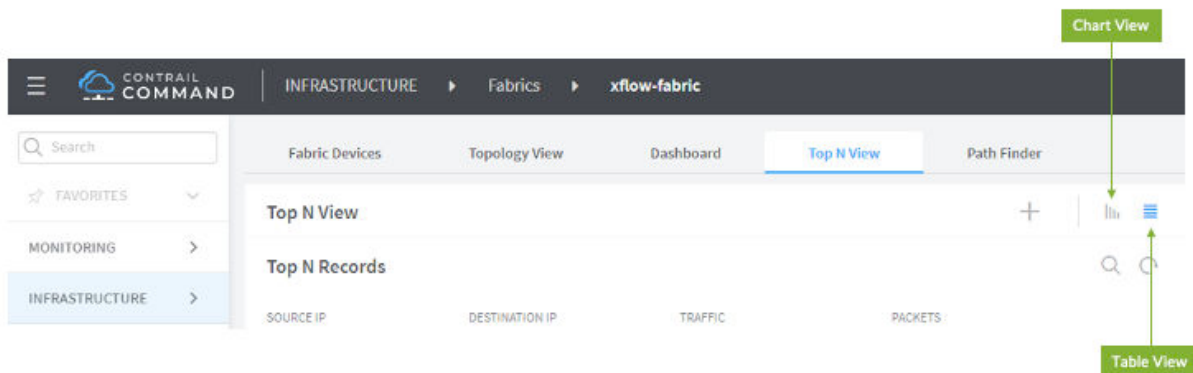 Chart View
CONTRAIL
COMMAND
INFRASTRUCTURE Fabrics xflow-fabric
Search
Fabric Devices Topology View Dashboard Top N View Path Finder
FAVORITES
Top N View
MONITORING
Top N Records
INFRASTRUCTURE
SOURCE IP DESTINATION IP TRAFFIC PACKETS
Table View